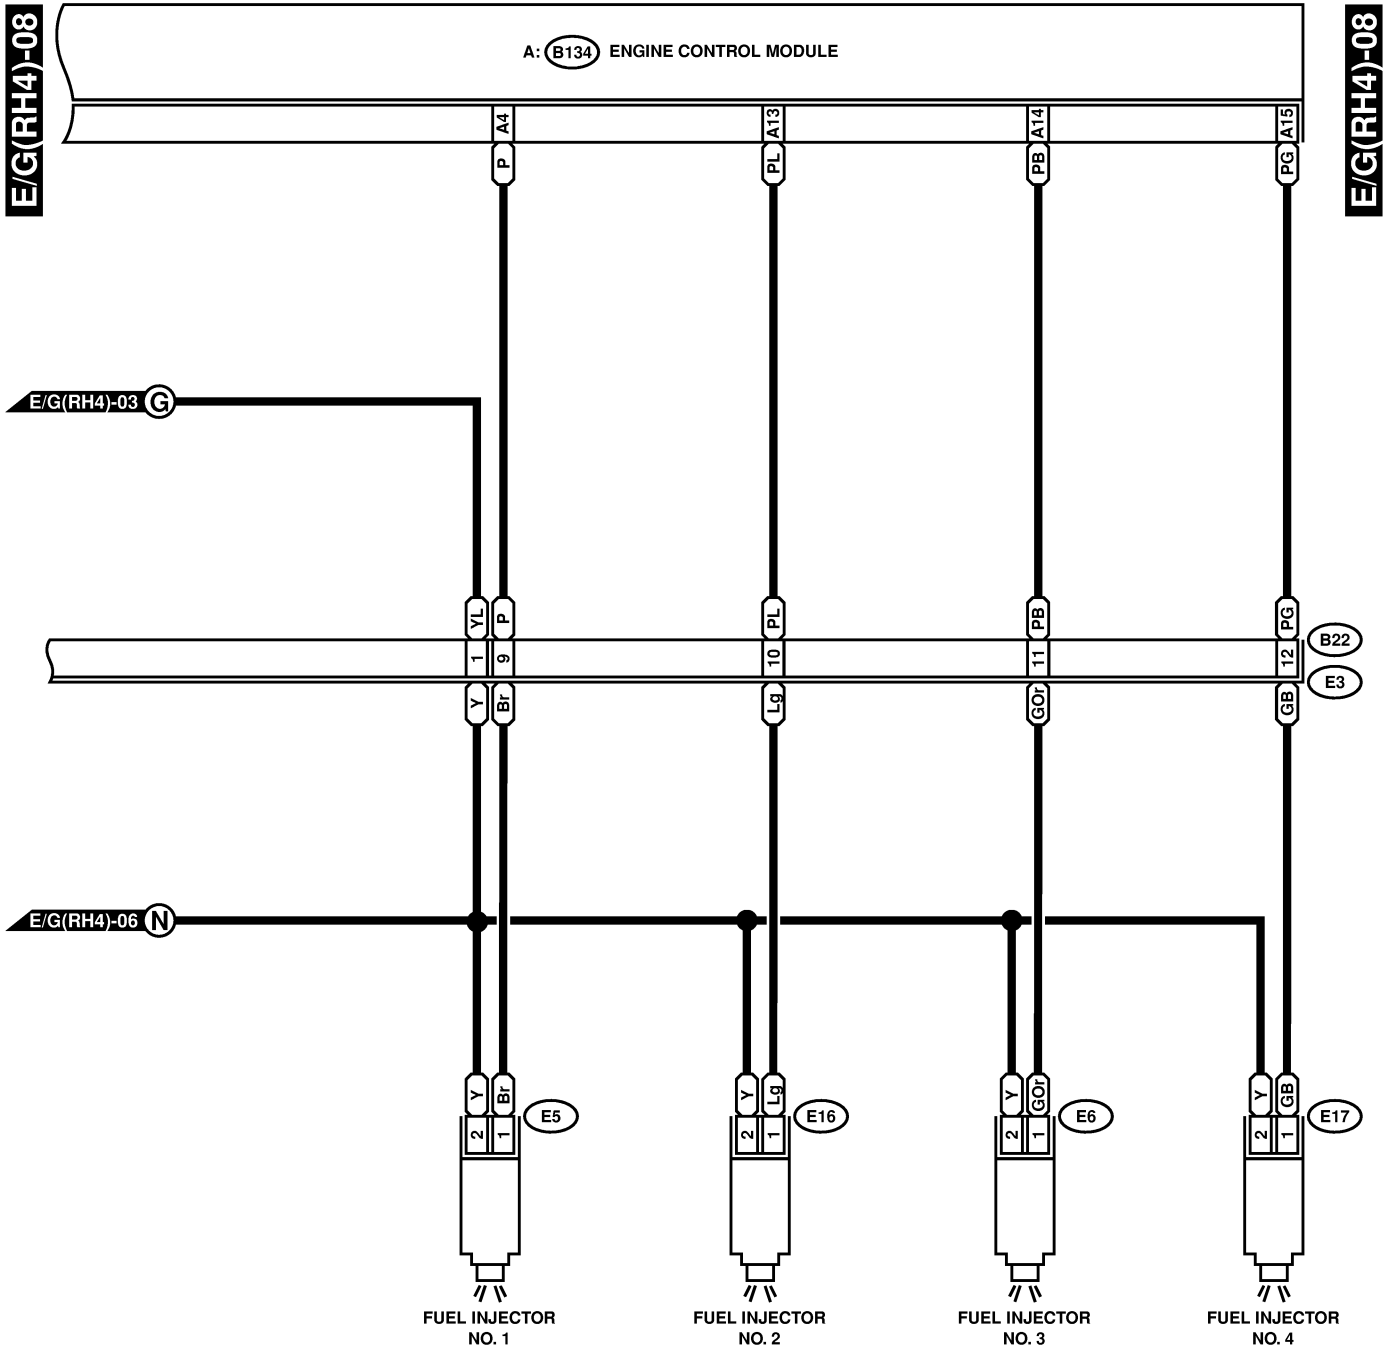 E/G(RH4)-08
E/G(RH4)-08
A: B134 ENGINE CONTROL MODULE
A4 A13 A14 A15
P PL PB PG
E/G(RH4)-03 G
YL P PL PB PG
B22
1 9 10 11 12
E3
Y Br Lg GOr GB
E/G(RH4)-06 N
Y Br Y Lg Y GOr Y GB
E5 E16 E6 E17
2 1 2 1 2 1 2 1
FUEL INJECTOR
NO. 1
FUEL INJECTOR
NO. 2
FUEL INJECTOR
NO. 3
FUEL INJECTOR
NO. 4